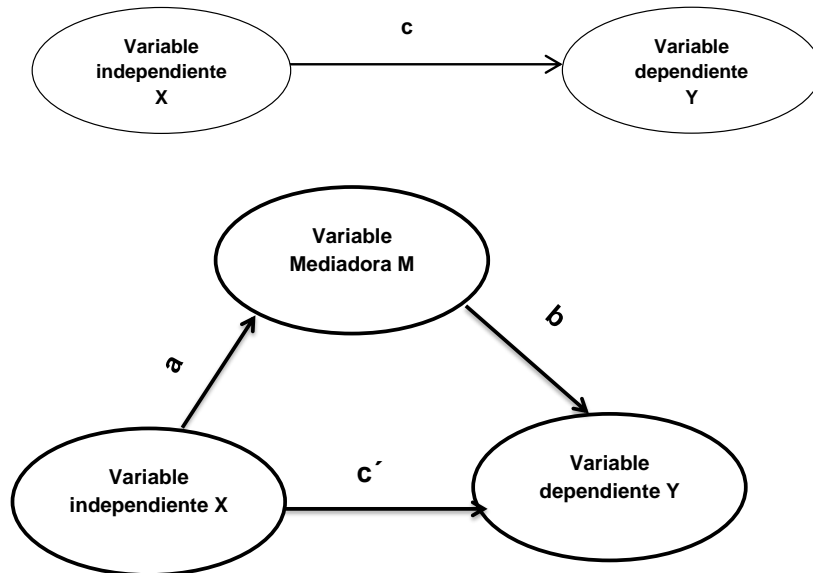 c
Variable
independiente
X
Variable
dependiente
Y
Variable
Mediadora M
a
b
Variable
independiente X
c´
Variable
dependiente Y